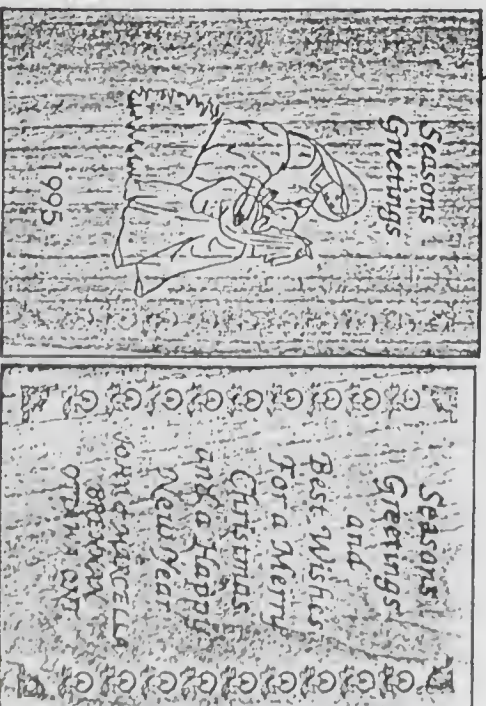 Seasons
Greetings
1995
Seasons
Greetings
and
Best Wishes
For a Merry
Christmas
and a Happy
New Year
JOHN & MARCELLA
BRENNAN
OTTAWA ONT